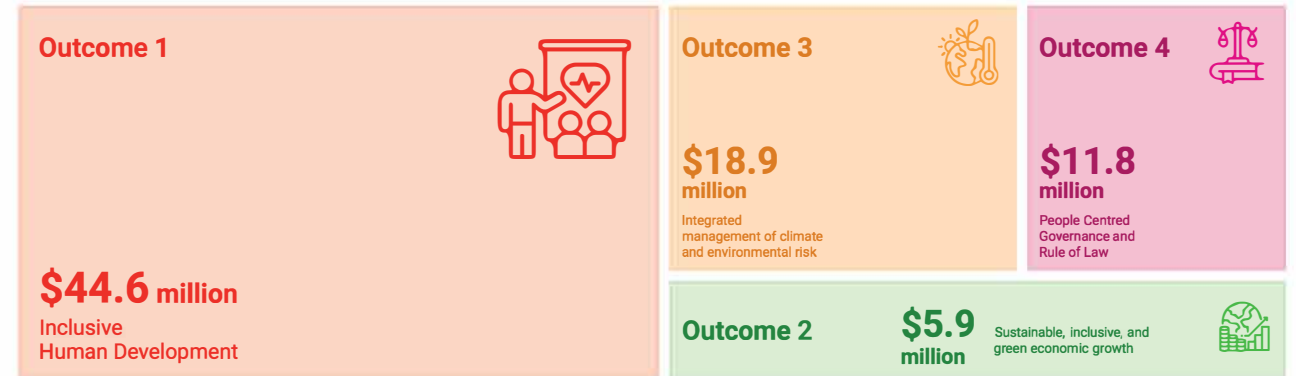 Outcome 1
$44.6 million
Inclusive
Human Development
Outcome 3
$18.9
million
Integrated
management of climate
and environmental risk
Outcome 4
$11.8
million
People Centred
Governance and
Rule of Law
Outcome 2
$5.9
million
Sustainable, inclusive, and
green economic growth